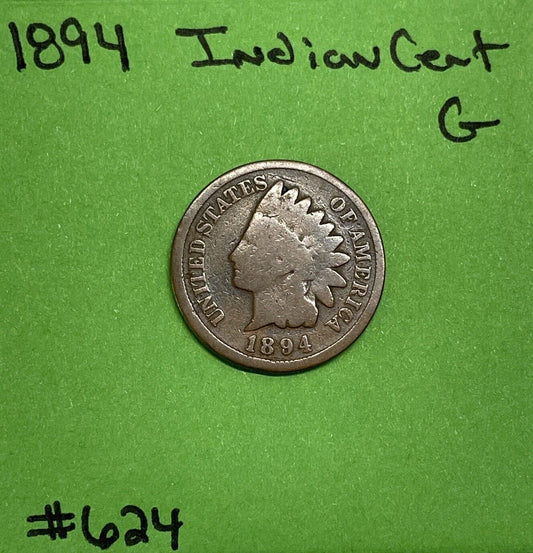 1894 Indian Cent
G
UNITED STATES OF AMERICA
1894
#624